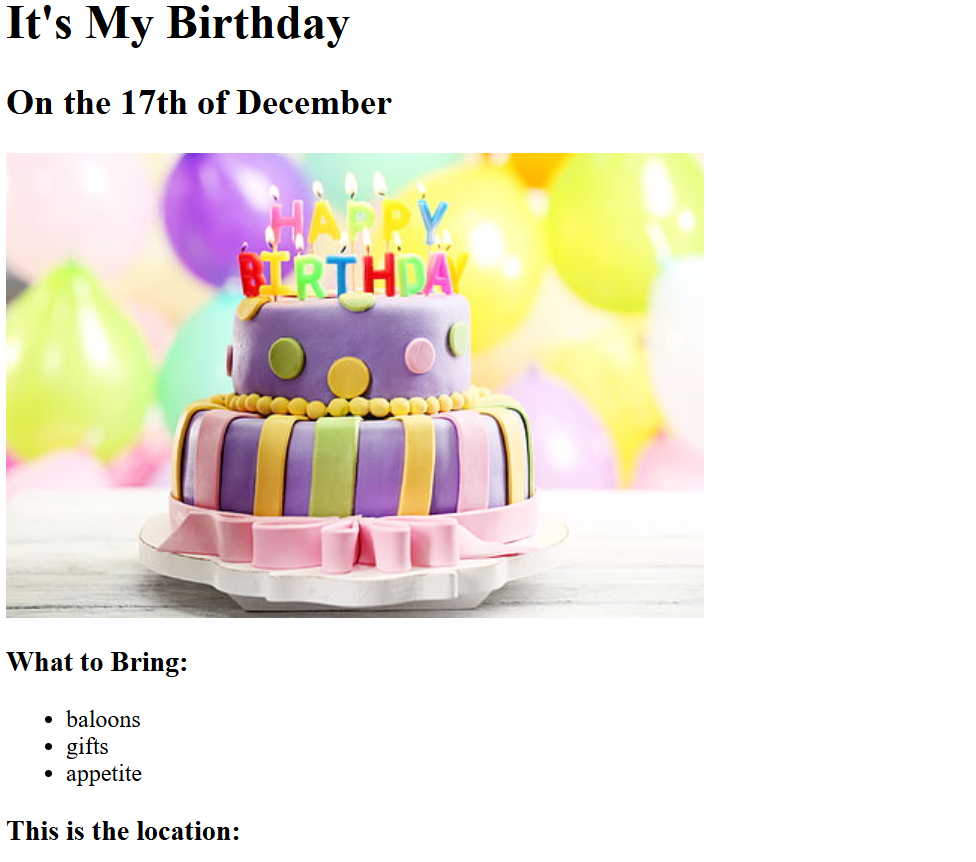 It's My Birthday
On the 17th of December
HAPPY
BIRTHDAY
What to Bring:
baloons
gifts
appetite
This is the location: